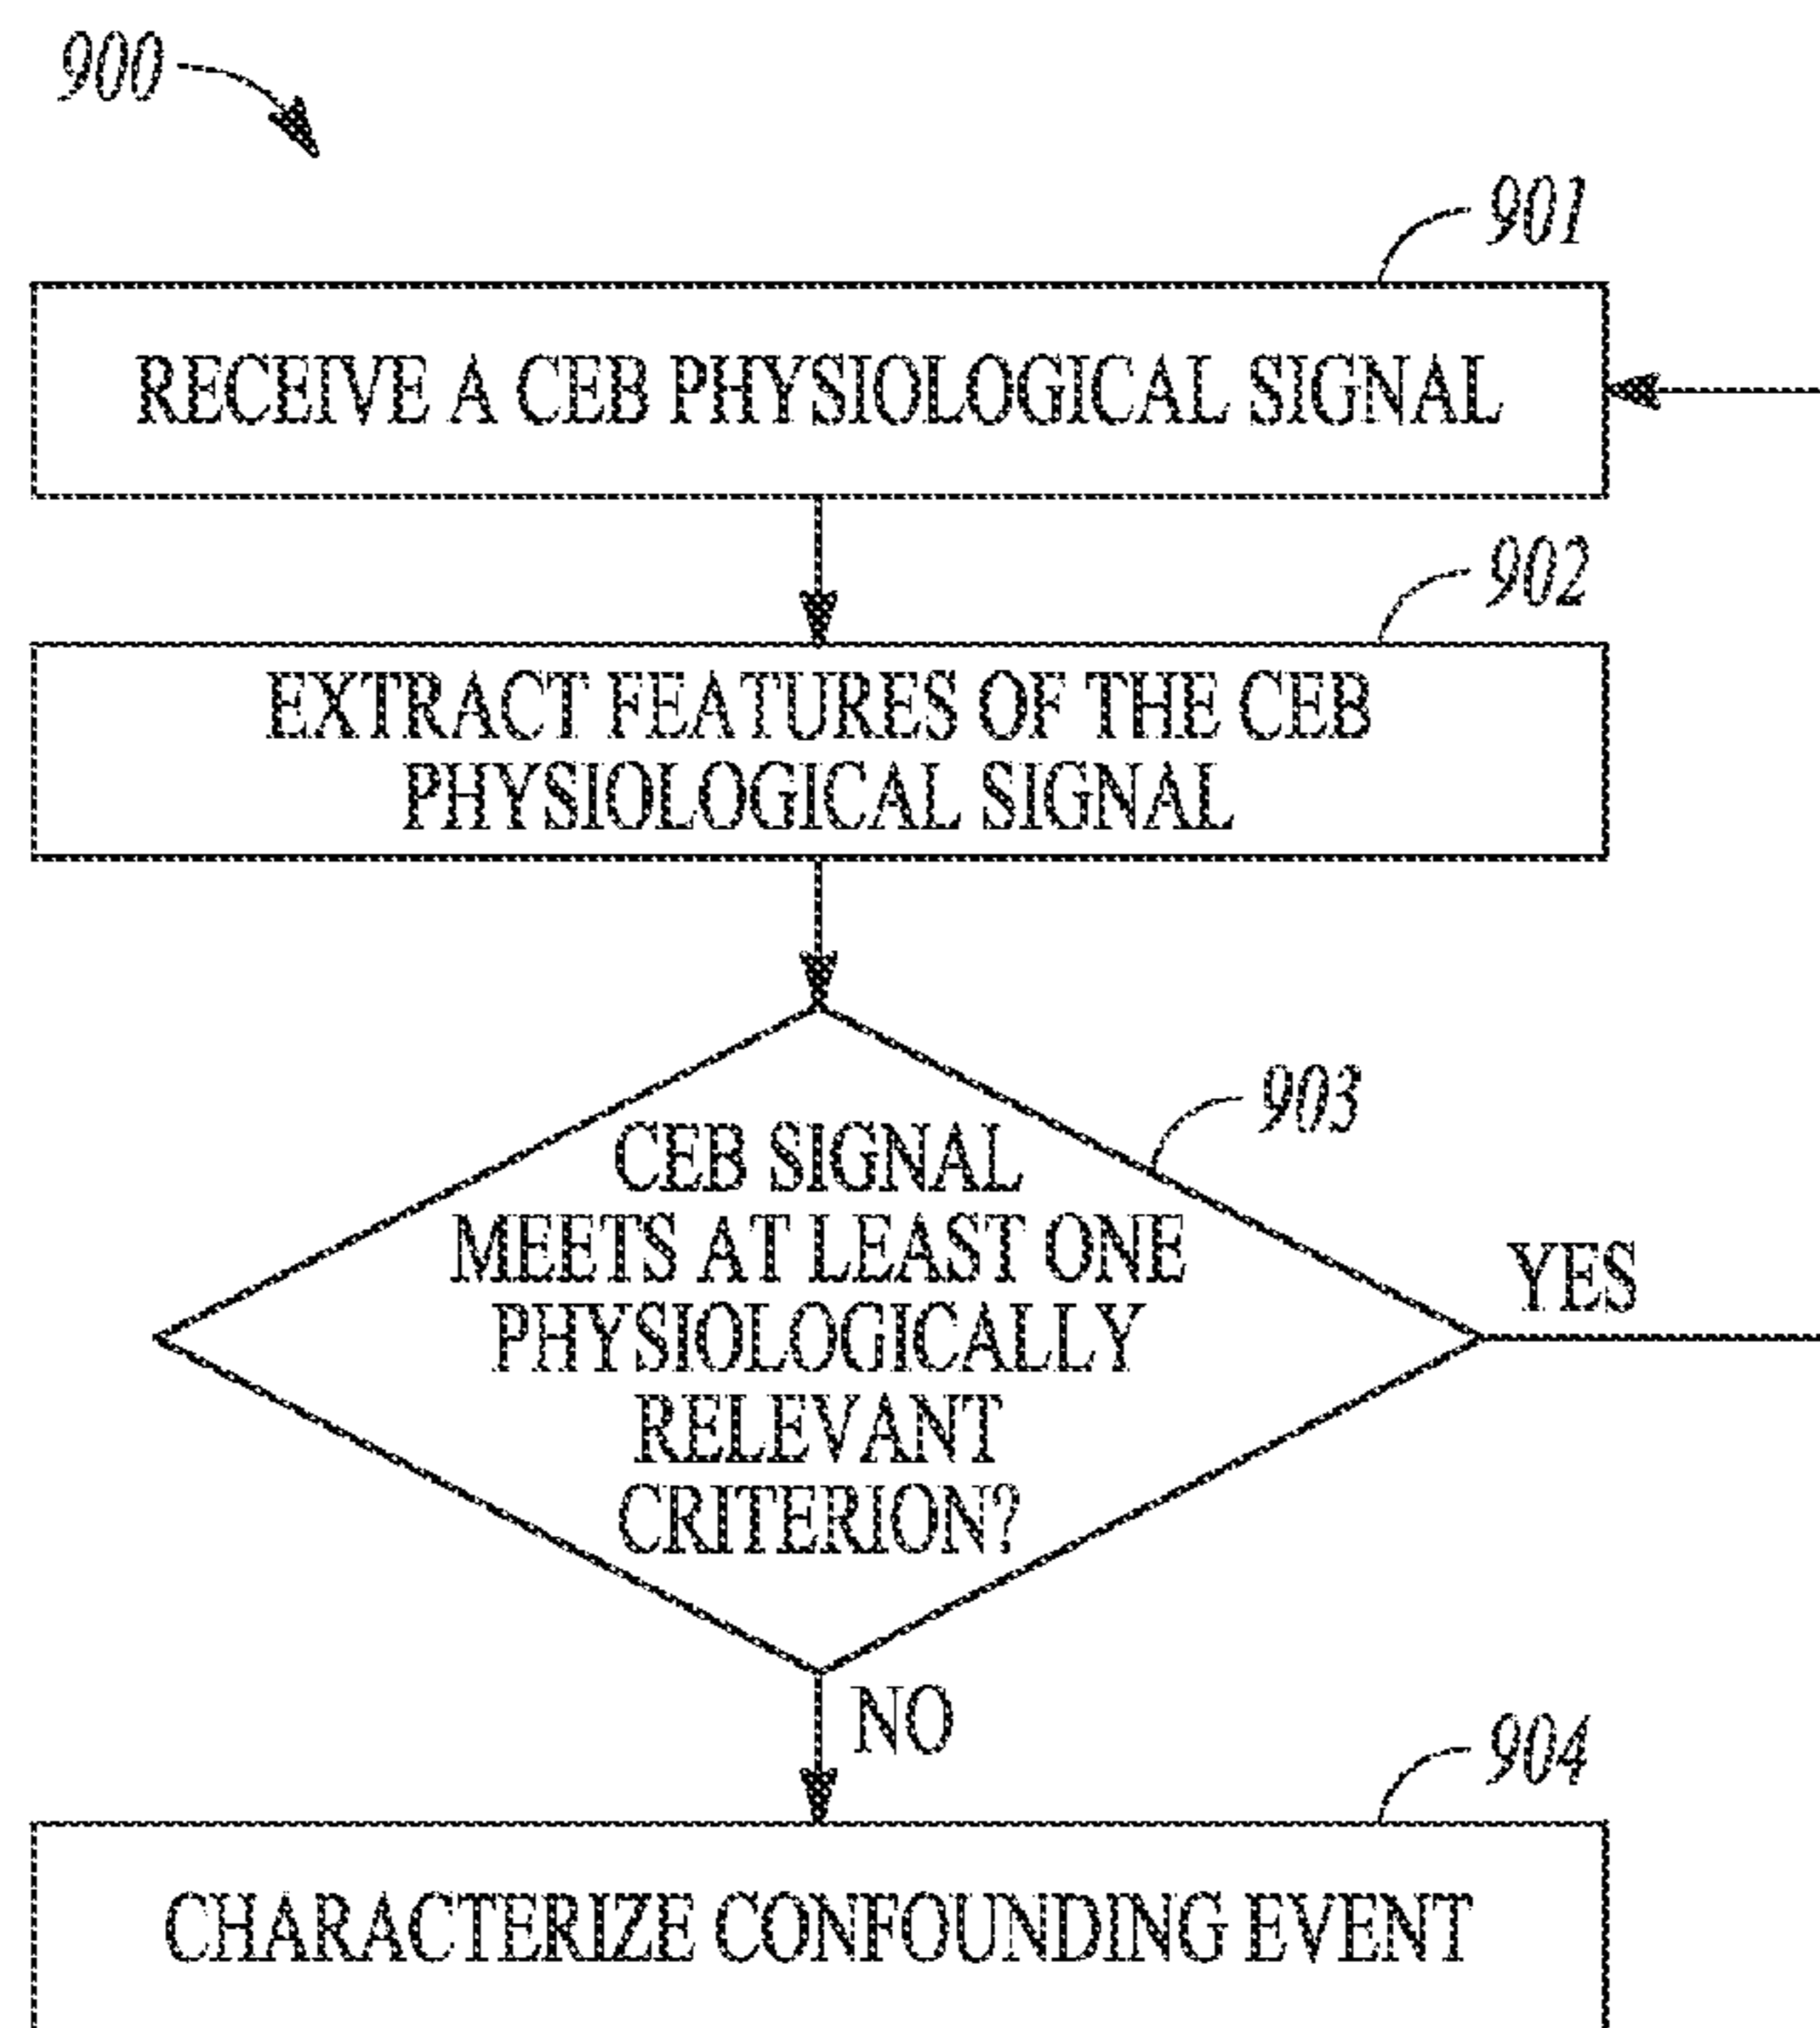 900
901
RECEIVE A CEB PHYSIOLOGICAL SIGNAL
902
EXTRACT FEATURES OF THE CEB
PHYSIOLOGICAL SIGNAL
903
CEB SIGNAL
MEETS AT LEAST ONE
PHYSIOLOGICALLY
RELEVANT
CRITERION?
YES
NO
904
CHARACTERIZE CONFOUNDING EVENT